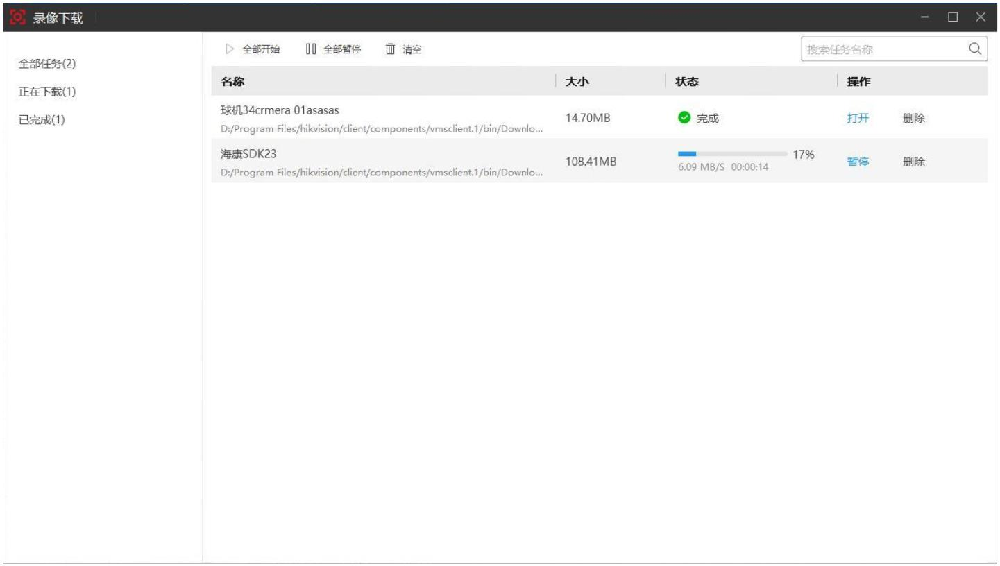 录像下载
全部任务(2)
正在下载(1)
已完成(1)
全部开始 全部暂停 清空 搜索任务名称
名称 大小 状态 操作
球机34crmera 01asasas
D:/Program Files/hikvision/client/components/vmsclient.1/bin/Downlo...
14.70MB 完成 打开 删除
海康SDK23
D:/Program Files/hikvision/client/components/vmsclient.1/bin/Downlo...
108.41MB 17% 暂停 删除
6.09 MB/S 00:00:14